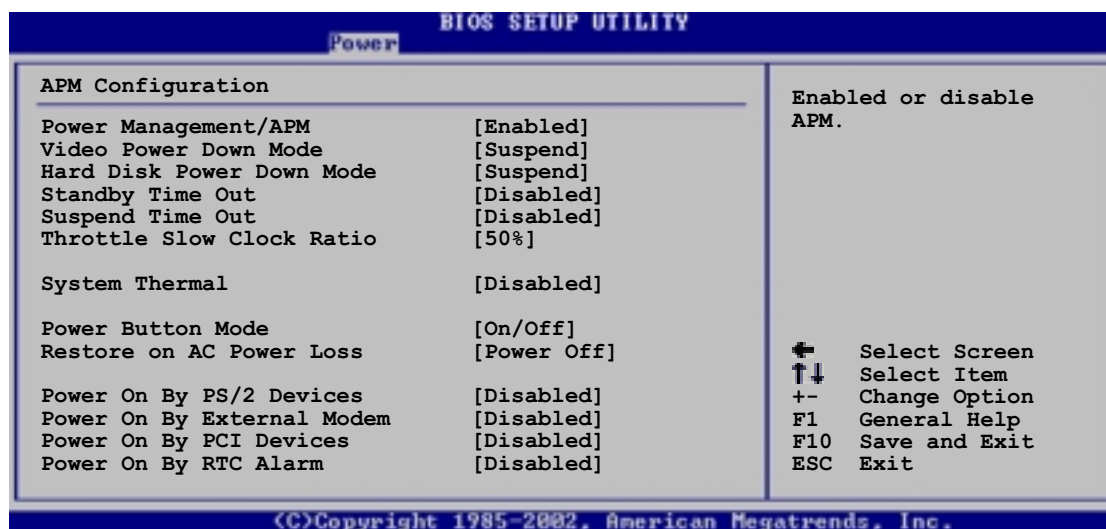 BIOS SETUP UTILITY
Power
APM Configuration
Power Management/APM [Enabled]
Video Power Down Mode [Suspend]
Hard Disk Power Down Mode [Suspend]
Standby Time Out [Disabled]
Suspend Time Out [Disabled]
Throttle Slow Clock Ratio [50%]
System Thermal [Disabled]
Power Button Mode [On/Off]
Restore on AC Power Loss [Power Off]
Power On By PS/2 Devices [Disabled]
Power On By External Modem [Disabled]
Power On By PCI Devices [Disabled]
Power On By RTC Alarm [Disabled]
Enabled or disable
APM.
← Select Screen
↑↓ Select Item
+- Change Option
F1 General Help
F10 Save and Exit
ESC Exit
(C)Copyright 1985-2002, American Megatrends, Inc.